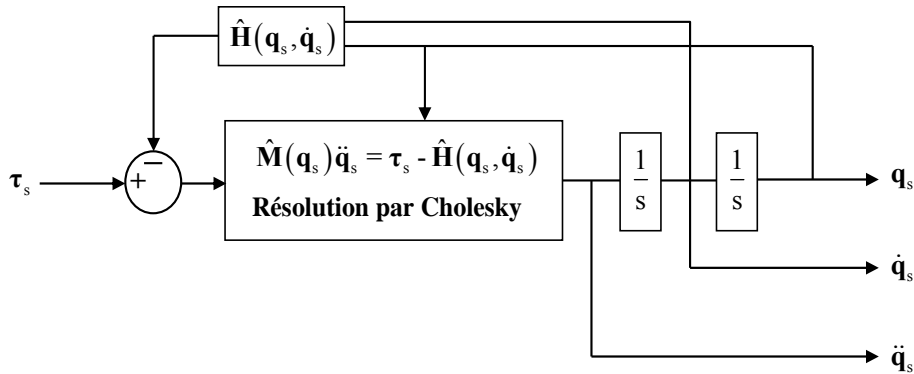 Ĥ(q_s, q̇_s)
−
τ_s
+
M̂(q_s)q̈_s = τ_s - Ĥ(q_s, q̇_s)
Résolution par Cholesky
1/s
1/s
q_s
q̇_s
q̈_s